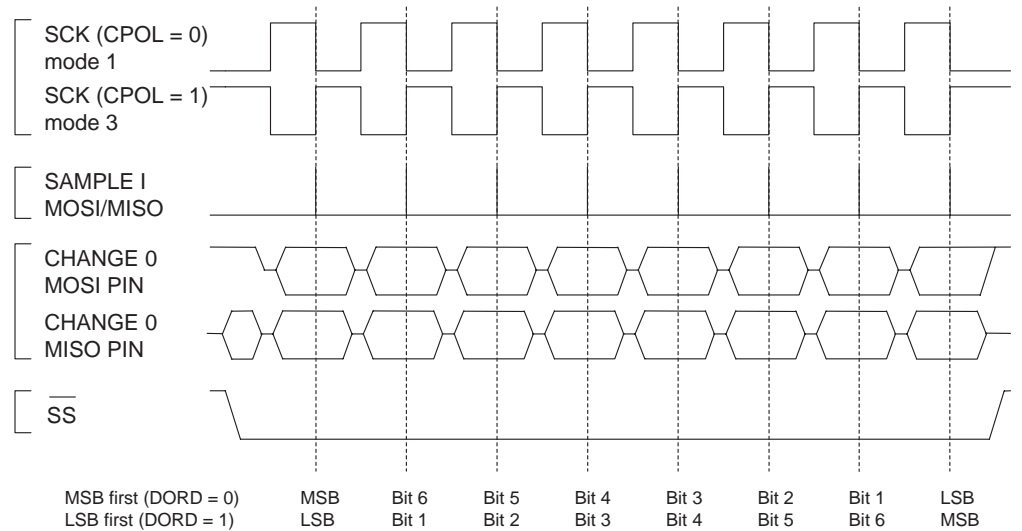 SCK (CPOL = 0)
mode 1
SCK (CPOL = 1)
mode 3
SAMPLE I
MOSI/MISO
CHANGE 0
MOSI PIN
CHANGE 0
MISO PIN
SS
MSB first (DORD = 0) MSB Bit 6 Bit 5 Bit 4 Bit 3 Bit 2 Bit 1 LSB
LSB first (DORD = 1) LSB Bit 1 Bit 2 Bit 3 Bit 4 Bit 5 Bit 6 MSB